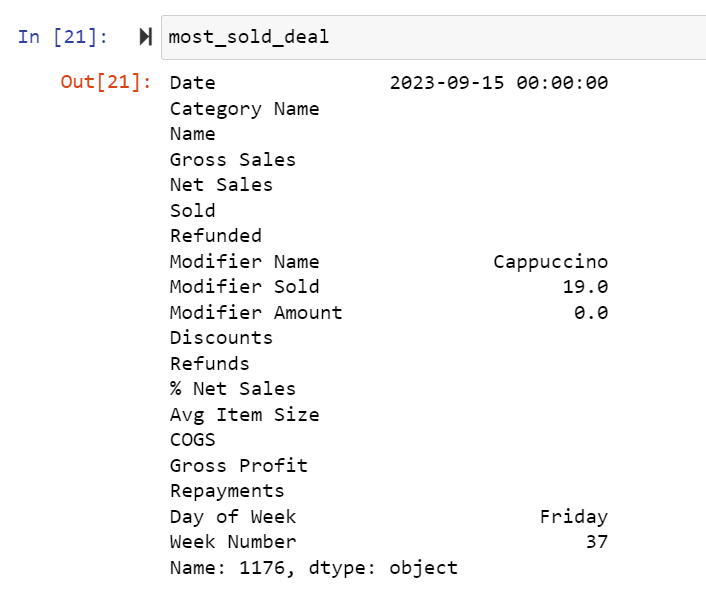 In [21]: most_sold_deal
Out[21]: Date 2023-09-15 00:00:00
Category Name
Name
Gross Sales
Net Sales
Sold
Refunded
Modifier Name Cappuccino
Modifier Sold 19.0
Modifier Amount 0.0
Discounts
Refunds
% Net Sales
Avg Item Size
COGS
Gross Profit
Repayments
Day of Week Friday
Week Number 37
Name: 1176, dtype: object